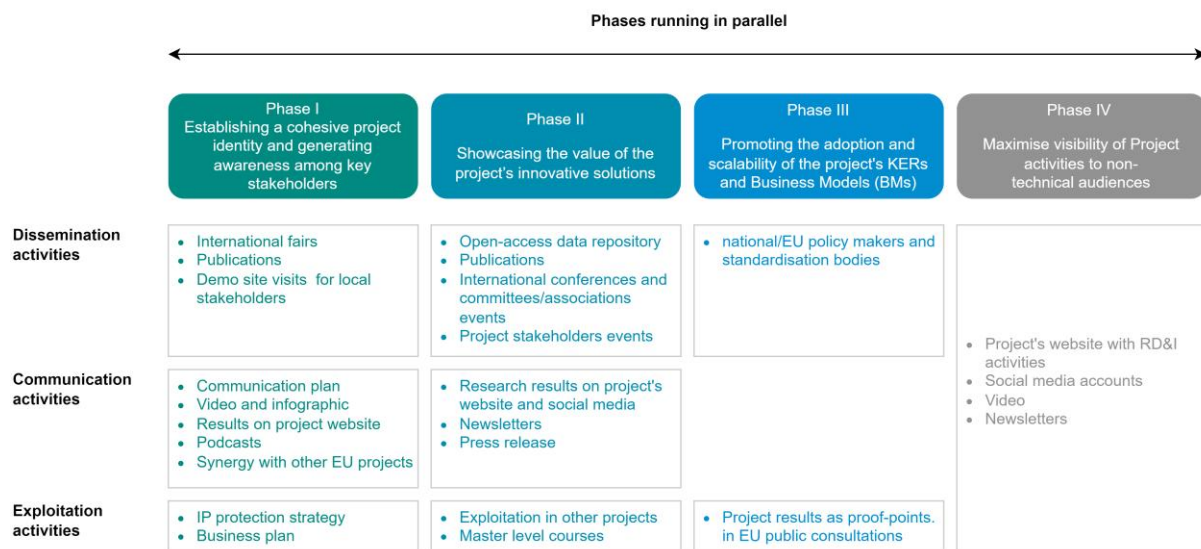 Phases running in parallel
Phase I
Establishing a cohesive project
identity and generating
awareness among key
stakeholders
Phase II
Showcasing the value of the
project's innovative solutions
Phase III
Promoting the adoption and
scalability of the project's KERs
and Business Models (BMs)
Phase IV
Maximise visibility of Project
activities to non-
technical audiences
Dissemination
activities
• International fairs
• Publications
• Demo site visits for local
stakeholders
• Open-access data repository
• Publications
• International conferences and
committees/associations
events
• Project stakeholders events
• national/EU policy makers and
standardisation bodies
• Project's website with RD&I
activities
• Social media accounts
• Video
• Newsletters
Communication
activities
• Communication plan
• Video and infographic
• Results on project website
• Podcasts
• Synergy with other EU projects
• Research results on project's
website and social media
• Newsletters
• Press release
Exploitation
activities
• IP protection strategy
• Business plan
• Exploitation in other projects
• Master level courses
• Project results as proof-points.
in EU public consultations